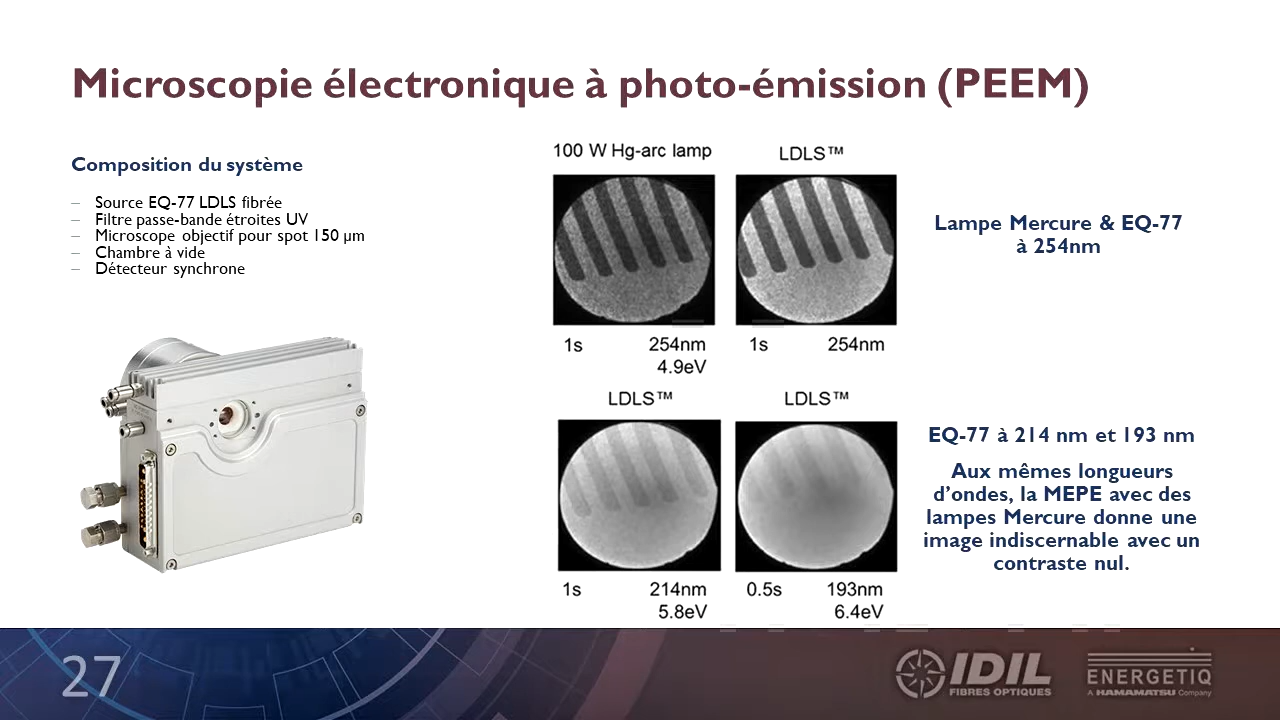 Microscopie électronique à photo-émission (PEEM)
Composition du système
– Source EQ-77 LDLS fibrée
– Filtre passe-bande étroites UV
– Microscope objectif pour spot 150 µm
– Chambre à vide
– Détecteur synchrone
100 W Hg-arc lamp
LDLS™
1s 254nm
4.9eV
1s 254nm
Lampe Mercure & EQ-77
à 254nm
LDLS™
LDLS™
1s 214nm
5.8eV
0.5s 193nm
6.4eV
EQ-77 à 214 nm et 193 nm
Aux mêmes longueurs
d’ondes, la MEPE avec des
lampes Mercure donne une
image indiscernable avec un
contraste nul.
27
IDIL
FIBRES OPTIQUES
ENERGETIQ
A HAMAMATSU Company